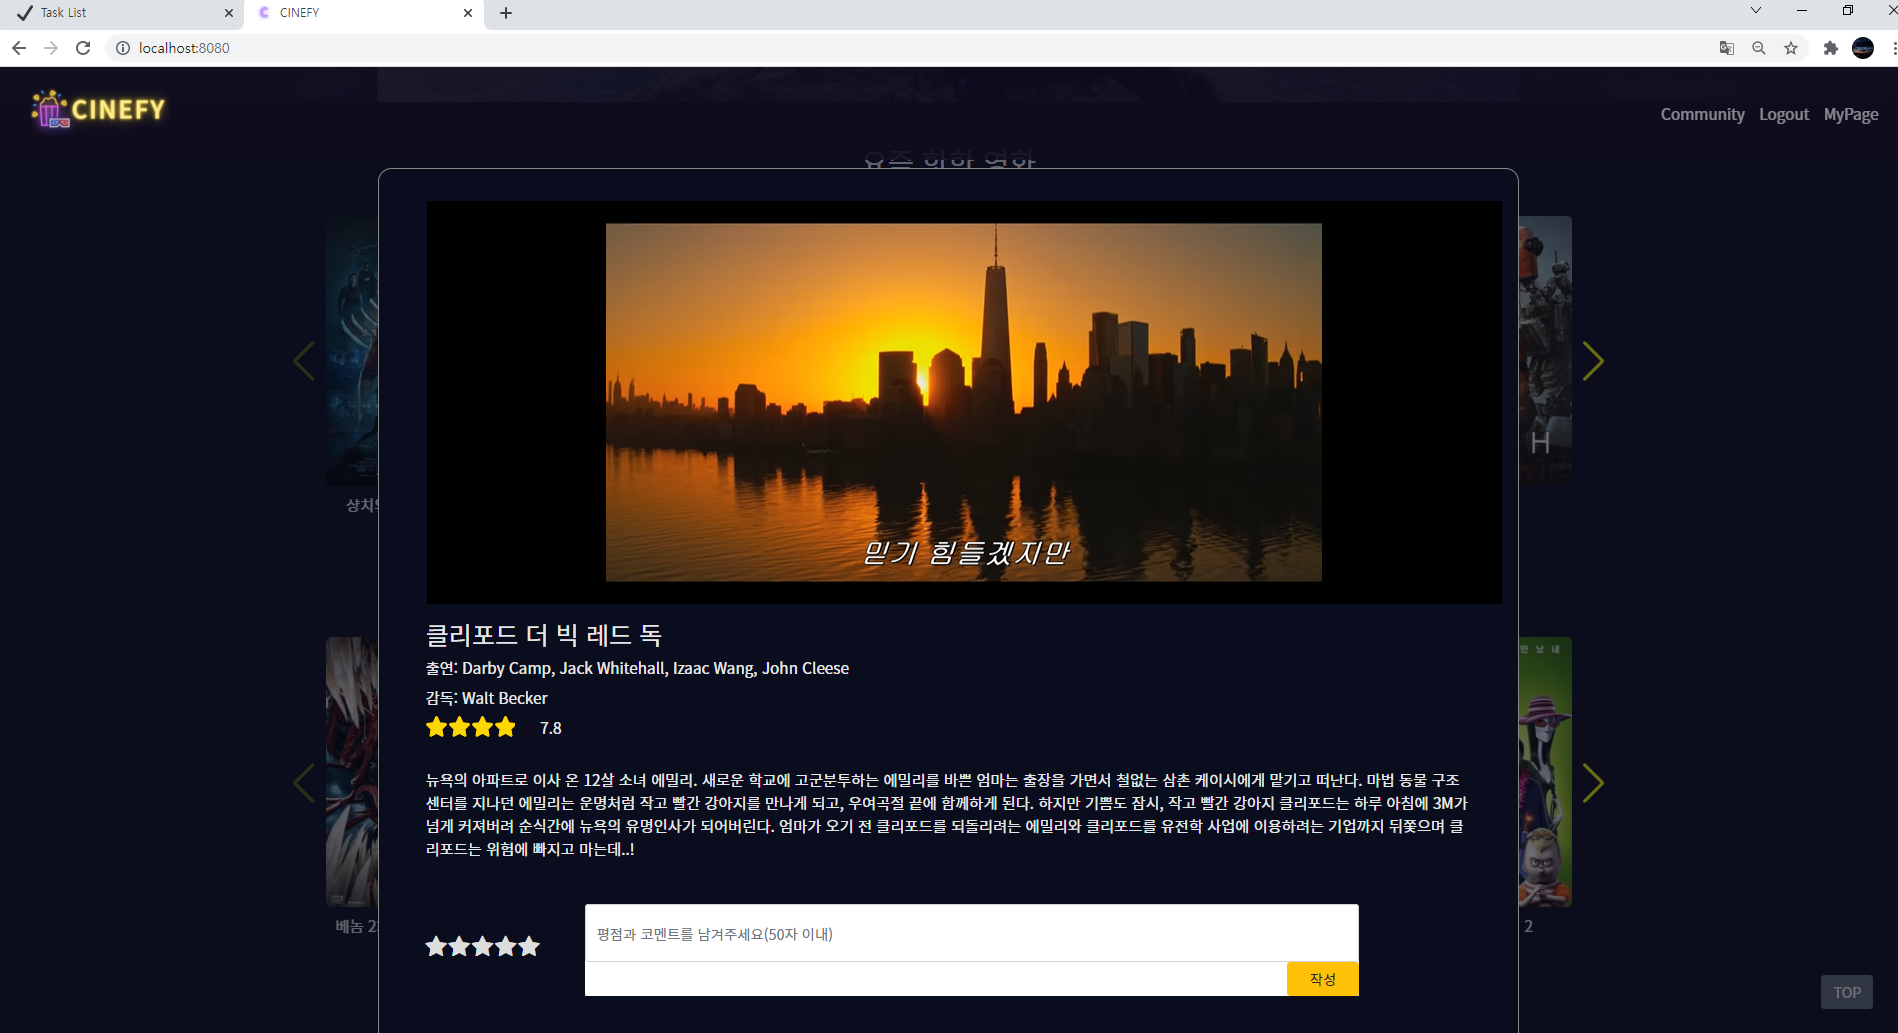 Task List
CINEFY
localhost:8080
CINEFY
Community Logout MyPage
요즘 핫한 영화
믿기 힘들겠지만
클리포드 더 빅 레드 독
출연: Darby Camp, Jack Whitehall, Izaac Wang, John Cleese
감독: Walt Becker
7.8
뉴욕의 아파트로 이사 온 12살 소녀 에밀리. 새로운 학교에 고군분투하는 에밀리를 바쁜 엄마는 출장을 가면서 철없는 삼촌 케이시에게 맡기고 떠난다. 마법 동물 구조
센터를 지나던 에밀리는 운명처럼 작고 빨간 강아지를 만나게 되고, 우여곡절 끝에 함께하게 된다. 하지만 기쁨도 잠시, 작고 빨간 강아지 클리포드는 하루 아침에 3M가
넘게 커져버려 순식간에 뉴욕의 유명인사가 되어버린다. 엄마가 오기 전 클리포드를 되돌리려는 에밀리와 클리포드를 유전학 사업에 이용하려는 기업까지 뒤쫓으며 클
리포드는 위험에 빠지고 마는데..!
평점과 코멘트를 남겨주세요(50자 이내)
작성
샹치
H
만 났 네
베놈 2
2
TOP